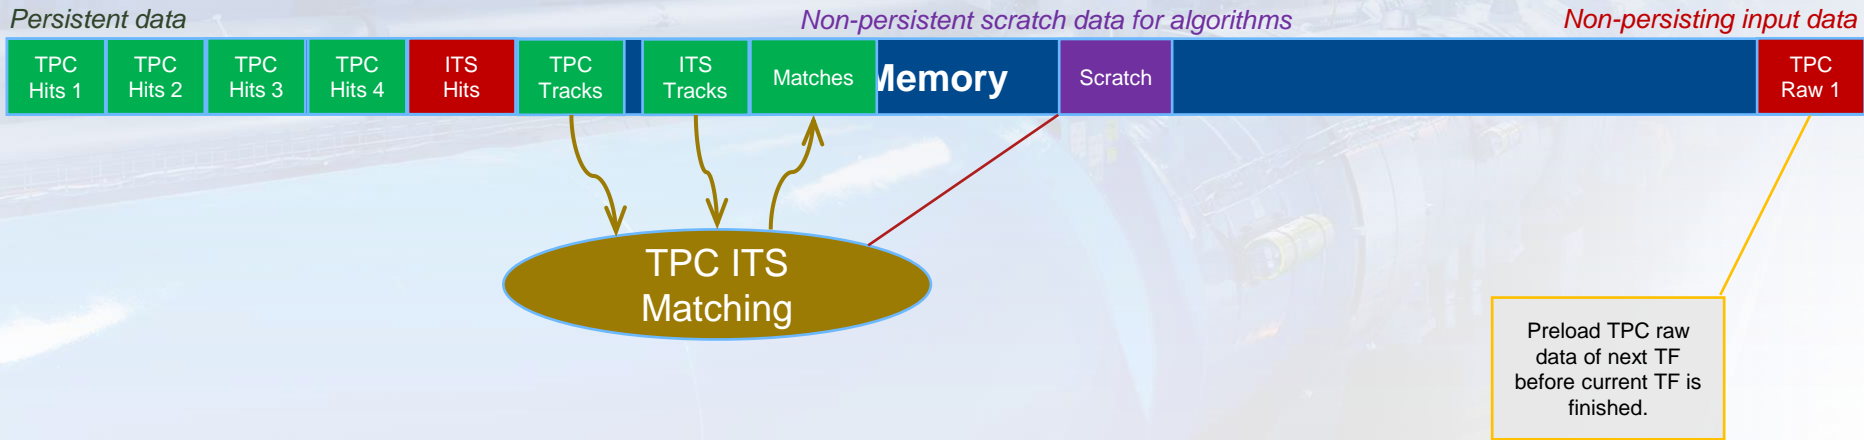 Persistent data
Non-persistent scratch data for algorithms
Non-persisting input data
TPC
Hits 1
TPC
Hits 2
TPC
Hits 3
TPC
Hits 4
ITS
Hits
TPC
Tracks
ITS
Tracks
Matches
Memory
Scratch
TPC
Raw 1
TPC ITS
Matching
Preload TPC raw
data of next TF
before current TF is
finished.